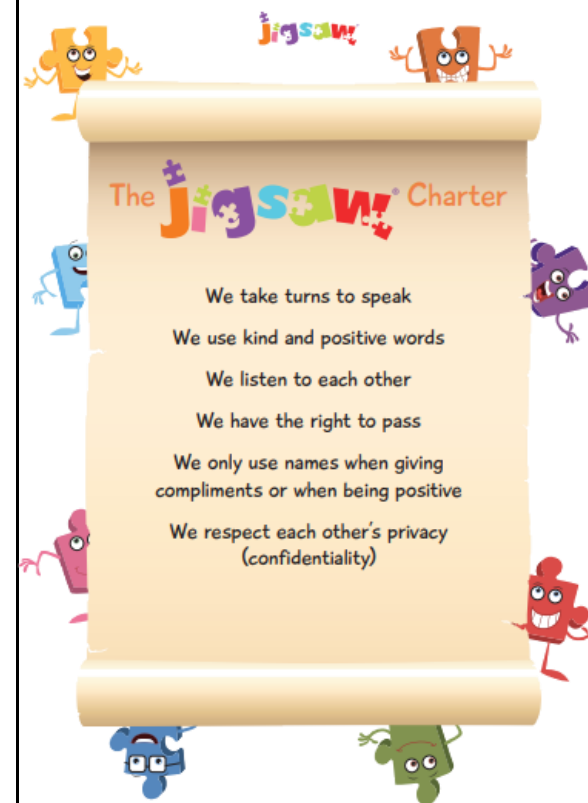 jigsaw
The jigsaw® Charter
We take turns to speak
We use kind and positive words
We listen to each other
We have the right to pass
We only use names when giving
compliments or when being positive
We respect each other's privacy
(confidentiality)